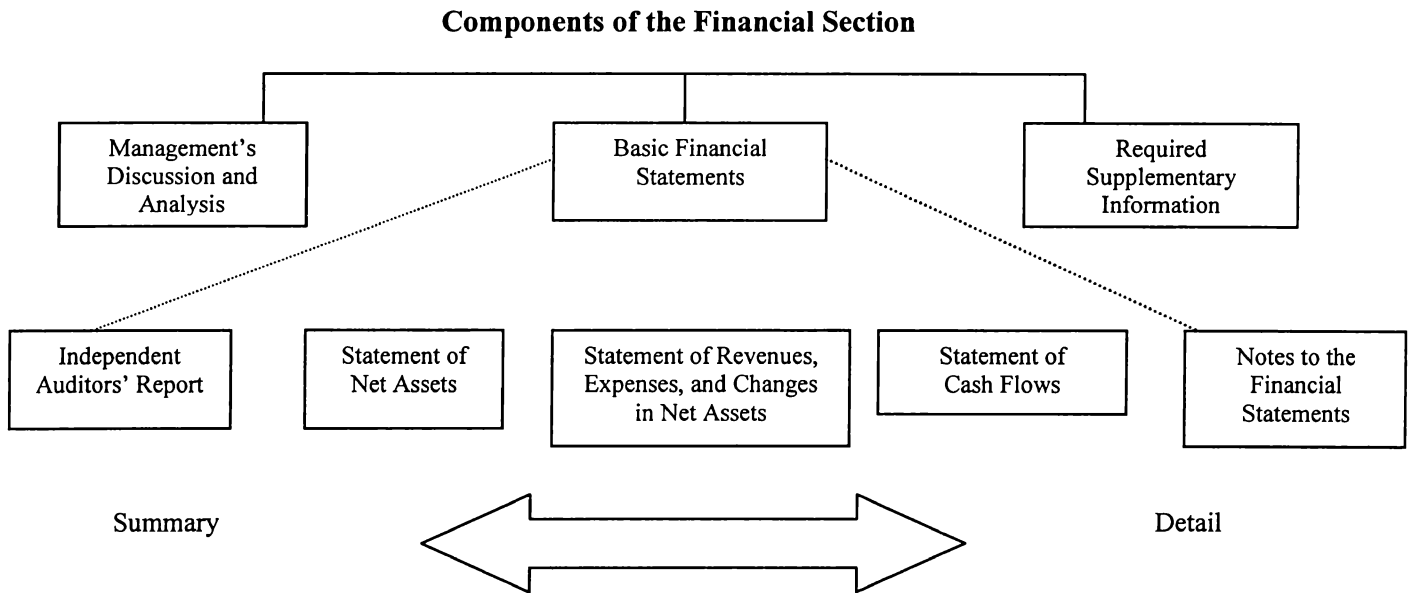 Components of the Financial Section
Management's
Discussion and
Analysis
Basic Financial
Statements
Required
Supplementary
Information
Independent
Auditors' Report
Statement of
Net Assets
Statement of Revenues,
Expenses, and Changes
in Net Assets
Statement of
Cash Flows
Notes to the
Financial
Statements
Summary
Detail